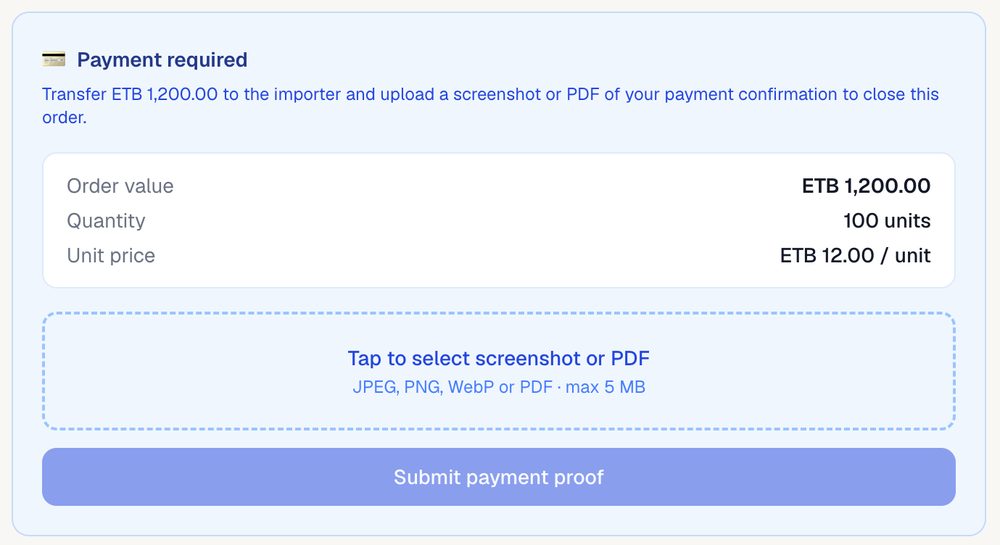 Payment required
Transfer ETB 1,200.00 to the importer and upload a screenshot or PDF of your payment confirmation to close this
order.
Order value ETB 1,200.00
Quantity 100 units
Unit price ETB 12.00 / unit
Tap to select screenshot or PDF
JPEG, PNG, WebP or PDF · max 5 MB
Submit payment proof